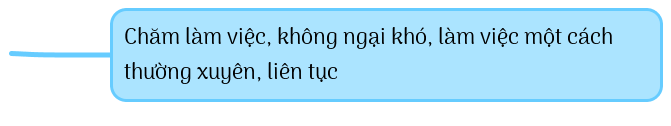 Chăm làm việc, không ngại khó, làm việc một cách
thường xuyên, liên tục